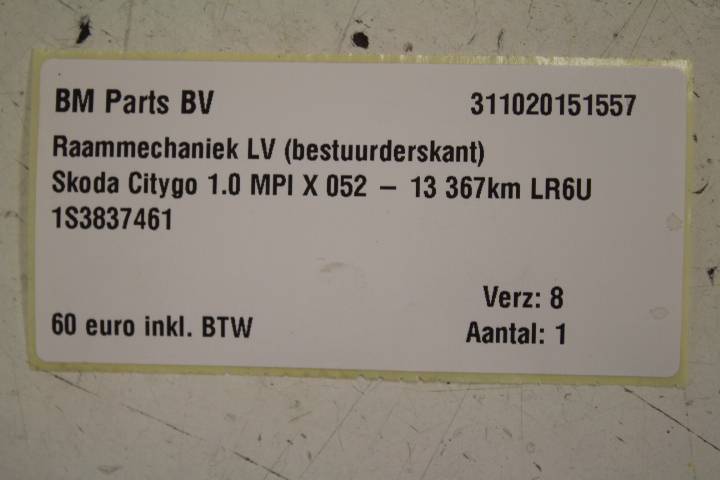 BM Parts BV 311020151557
Raammechaniek LV (bestuurderskant)
Skoda Citygo 1.0 MPI X 052 – 13 367km LR6U
1S3837461
Verz: 8
60 euro inkl. BTW Aantal: 1